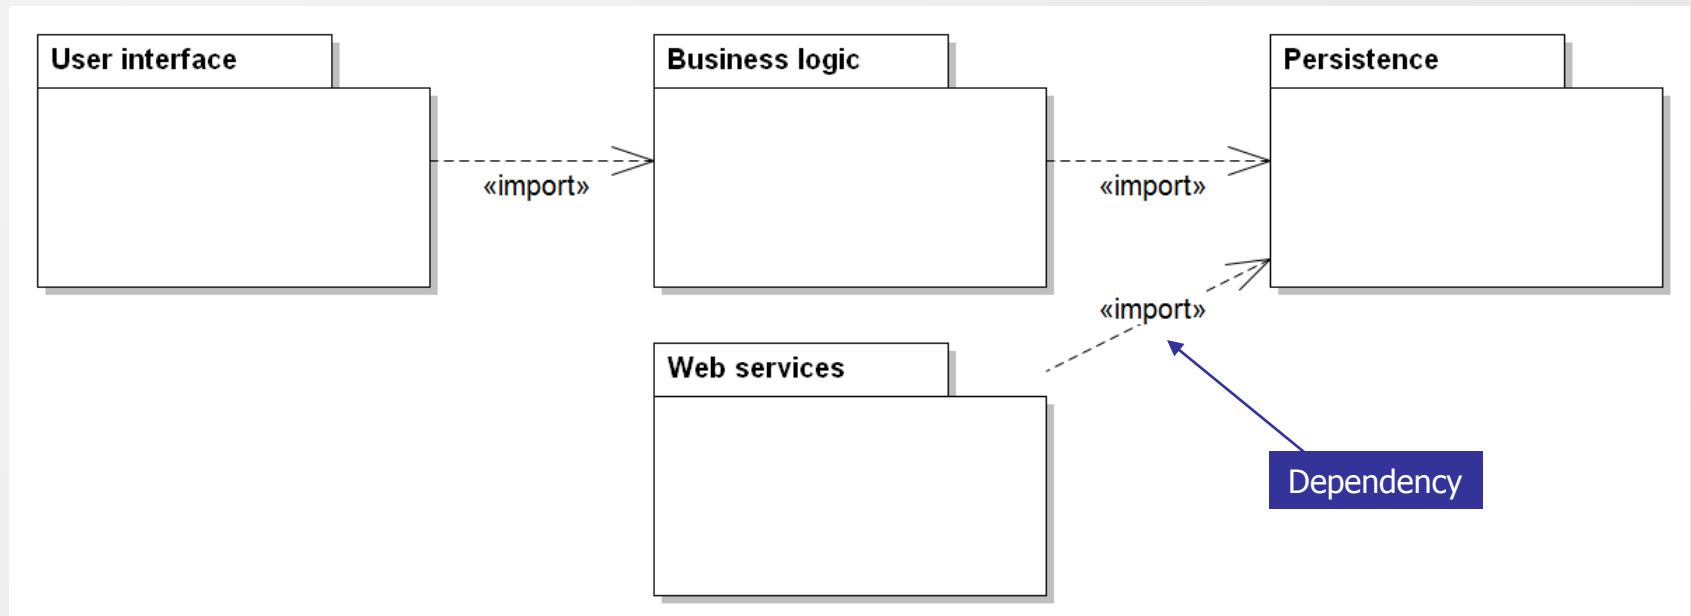 User interface
Business logic
Persistence
«import»
«import»
«import»
Web services
Dependency